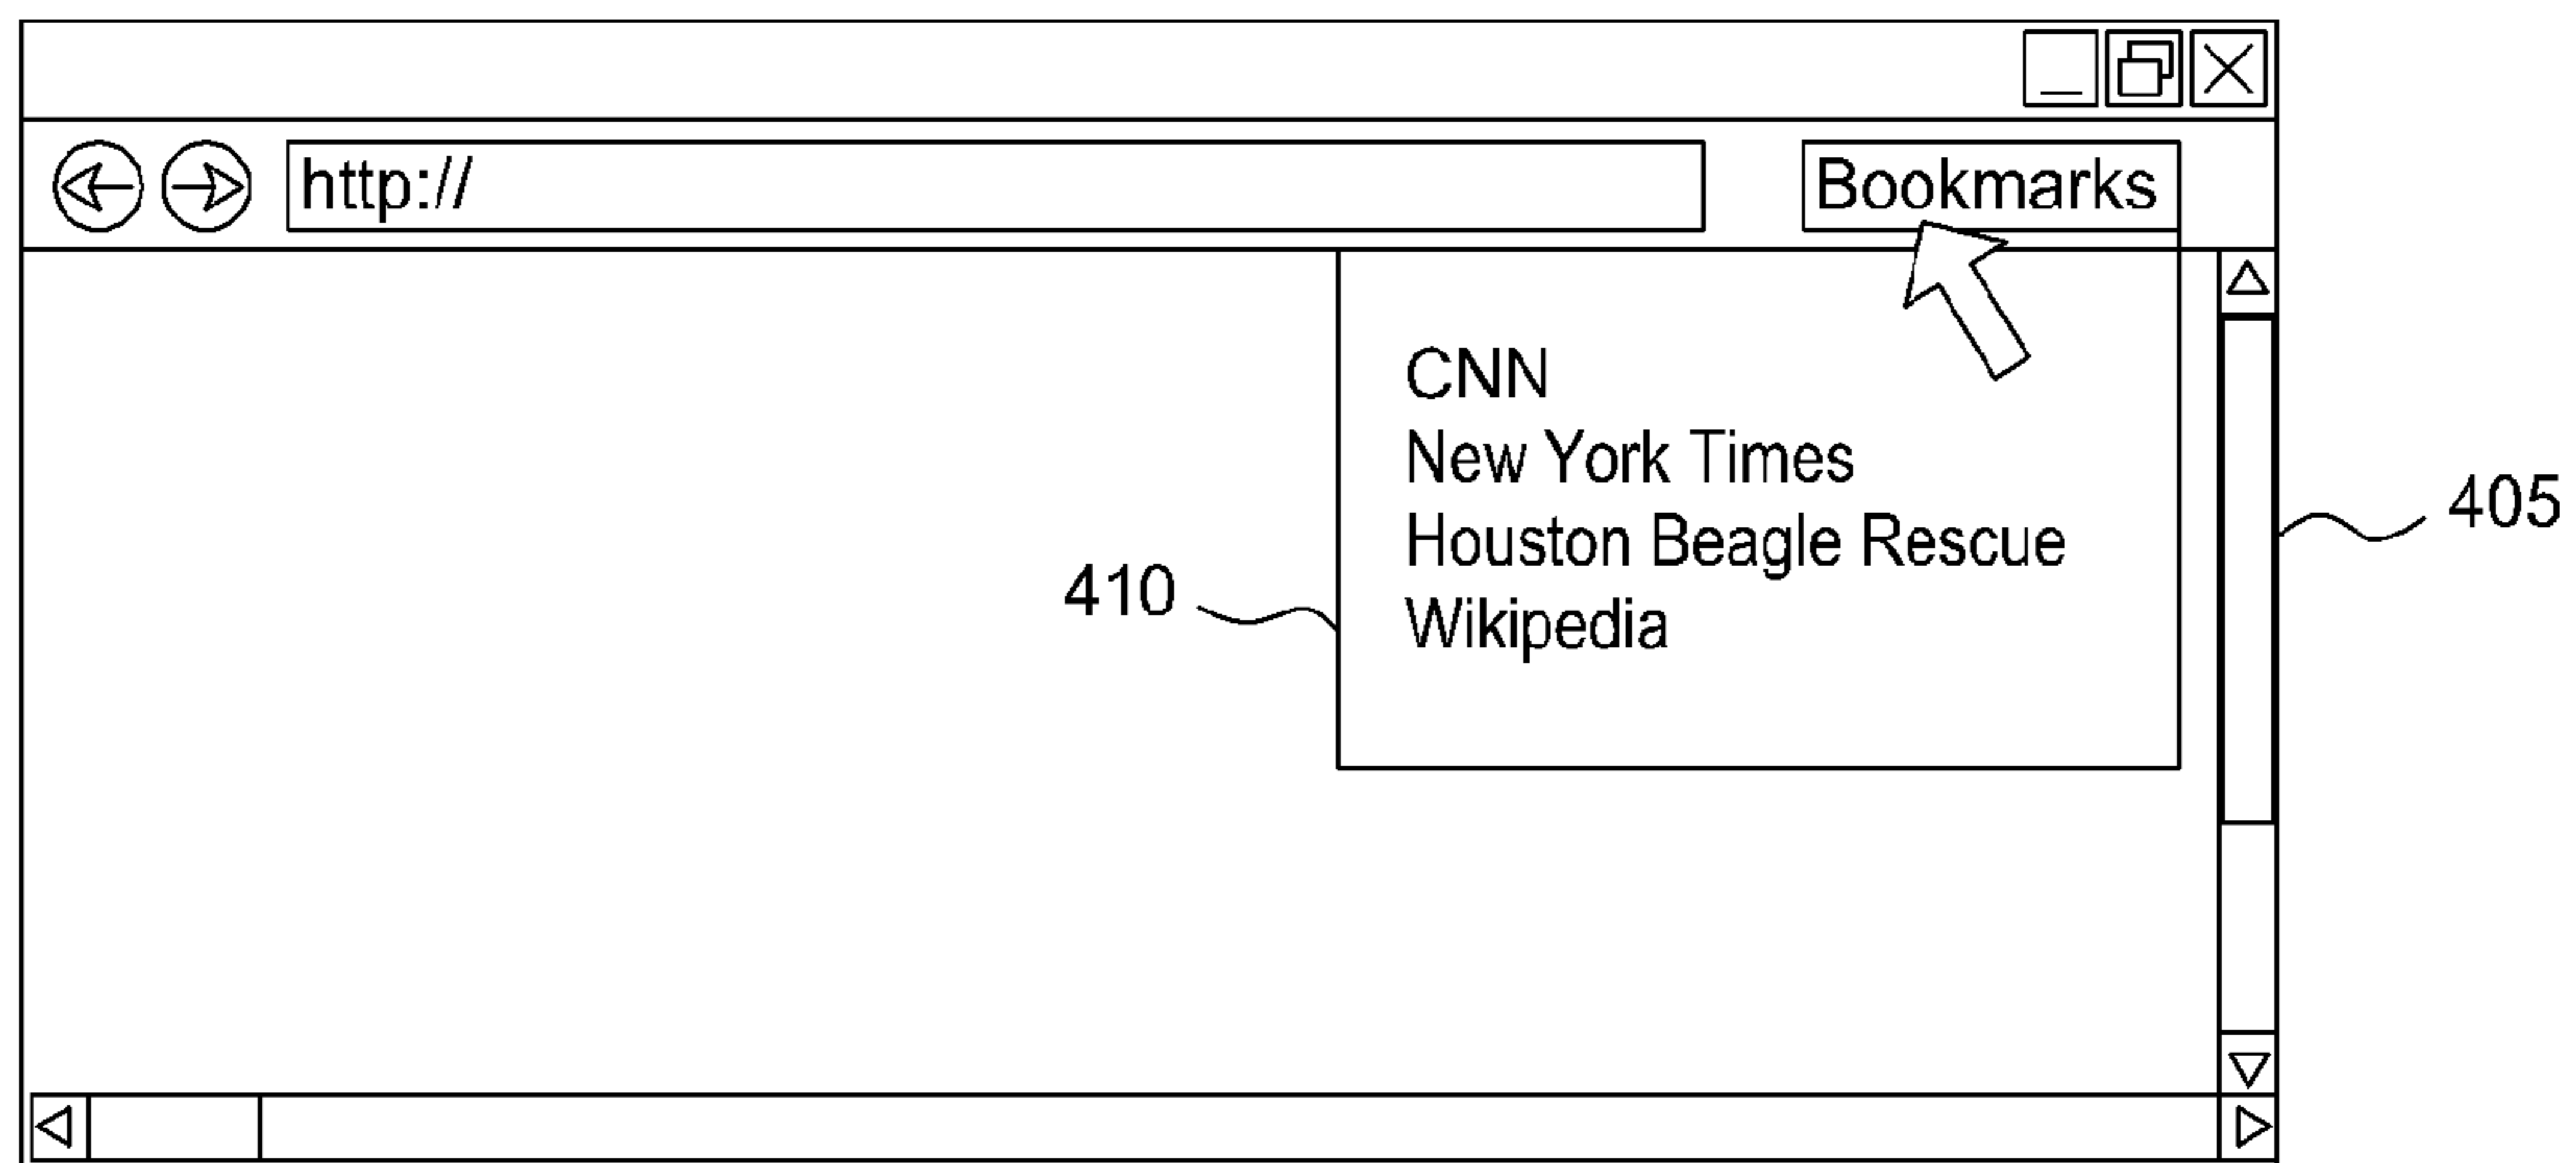 http://
Bookmarks
CNN
New York Times
Houston Beagle Rescue
Wikipedia
405
410